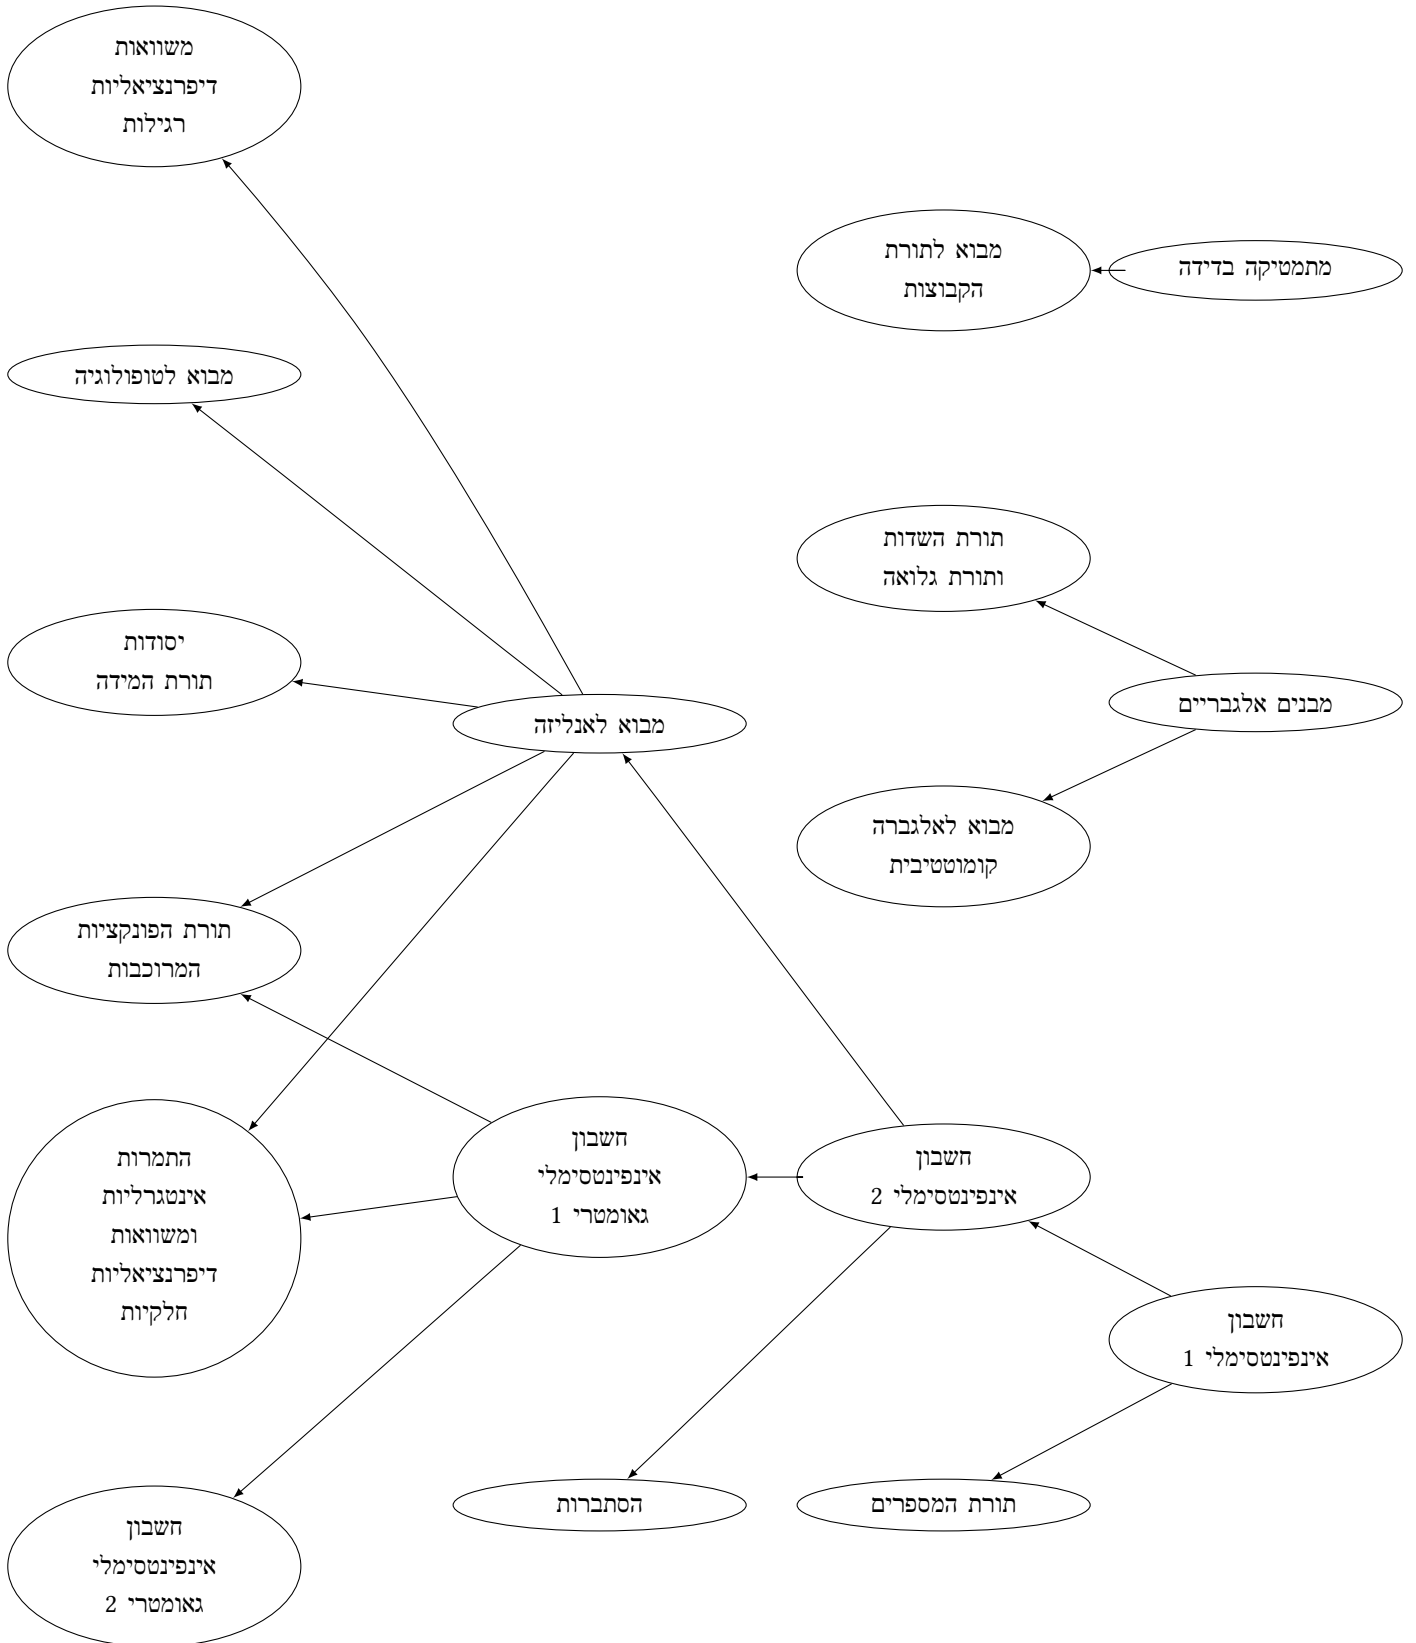 משוואות
דיפרנציאליות
רגילות
מבוא לתורת
הקבוצות
מתמטיקה בדידה
מבוא לטופולוגיה
תורת השדות
ותורת גלואה
יסודות
תורת המידה
מבוא לאנליזה
מבנים אלגבריים
מבוא לאלגברה
קומוטטיבית
תורת הפונקציות
המרוכבות
התמרות
אינטגרליות
ומשוואות
דיפרנציאליות
חלקיות
חשבון
אינפינטסימלי
גאומטרי 1
חשבון
אינפינטסימלי 2
חשבון
אינפינטסימלי 1
הסתברות
תורת המספרים
חשבון
אינפינטסימלי
גאומטרי 2